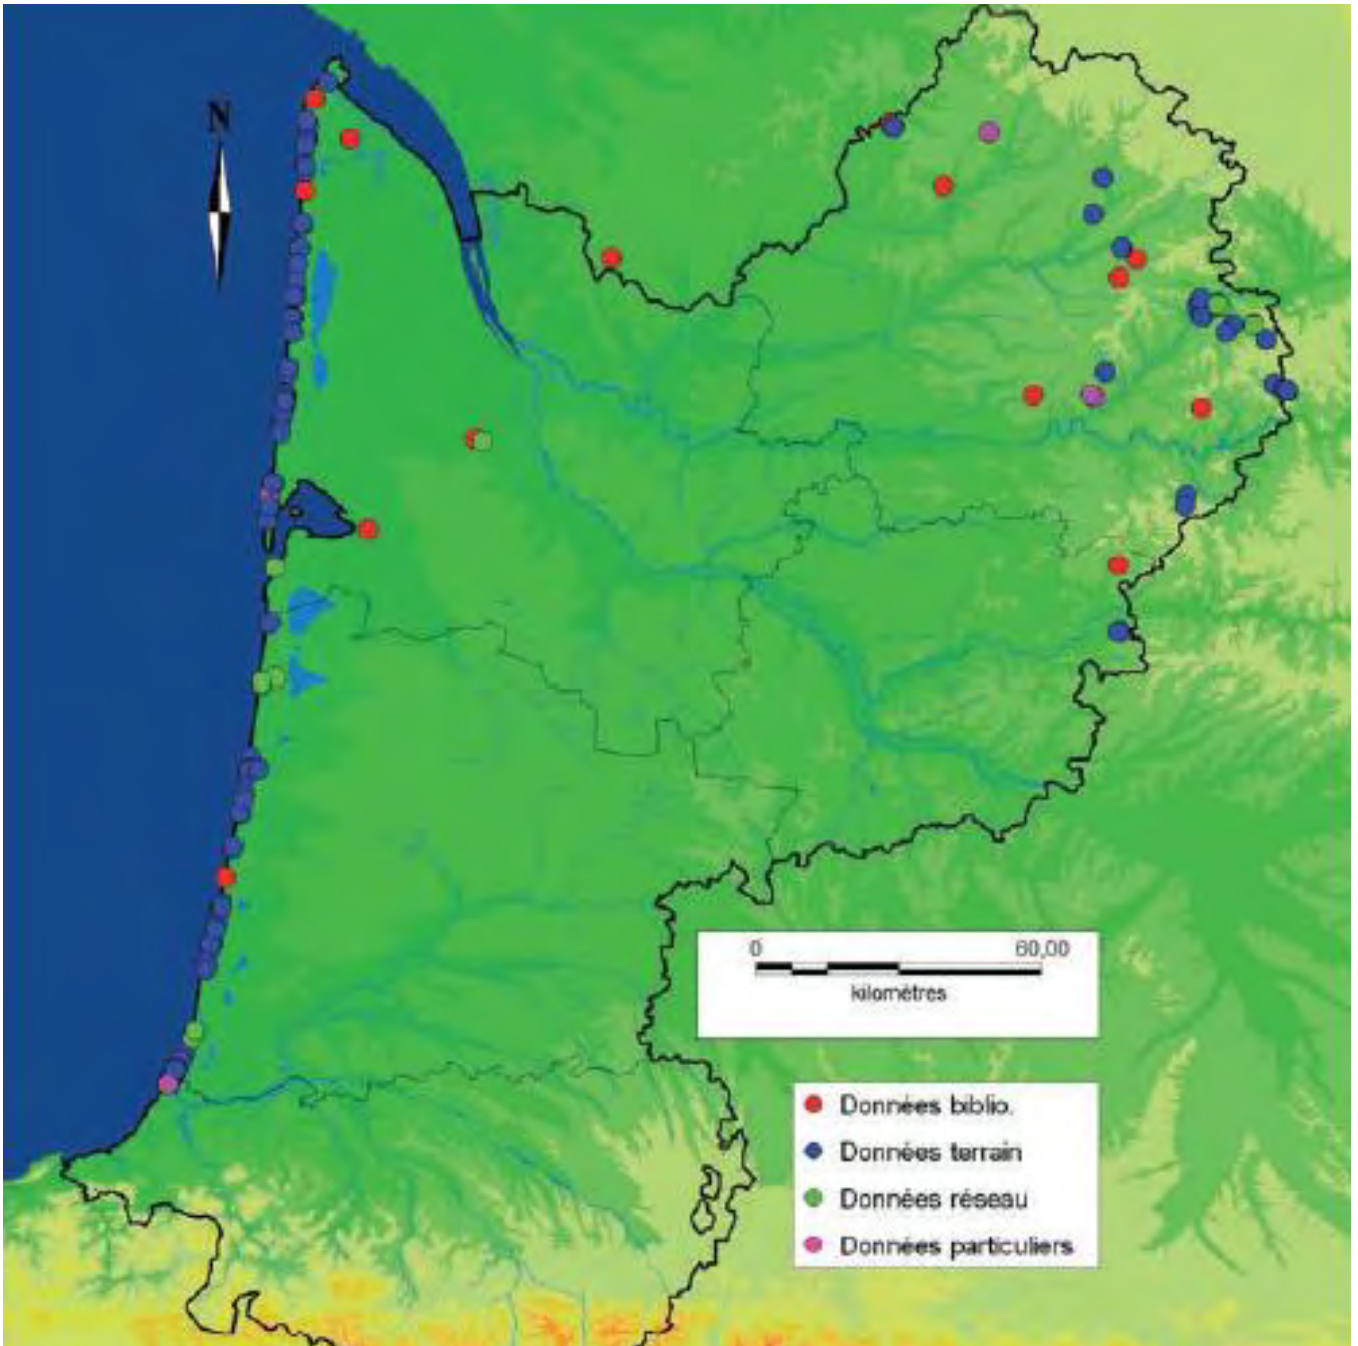 N
0 60,00
kilomètres
Données biblio.
Données terrain
Données réseau
Données particuliers